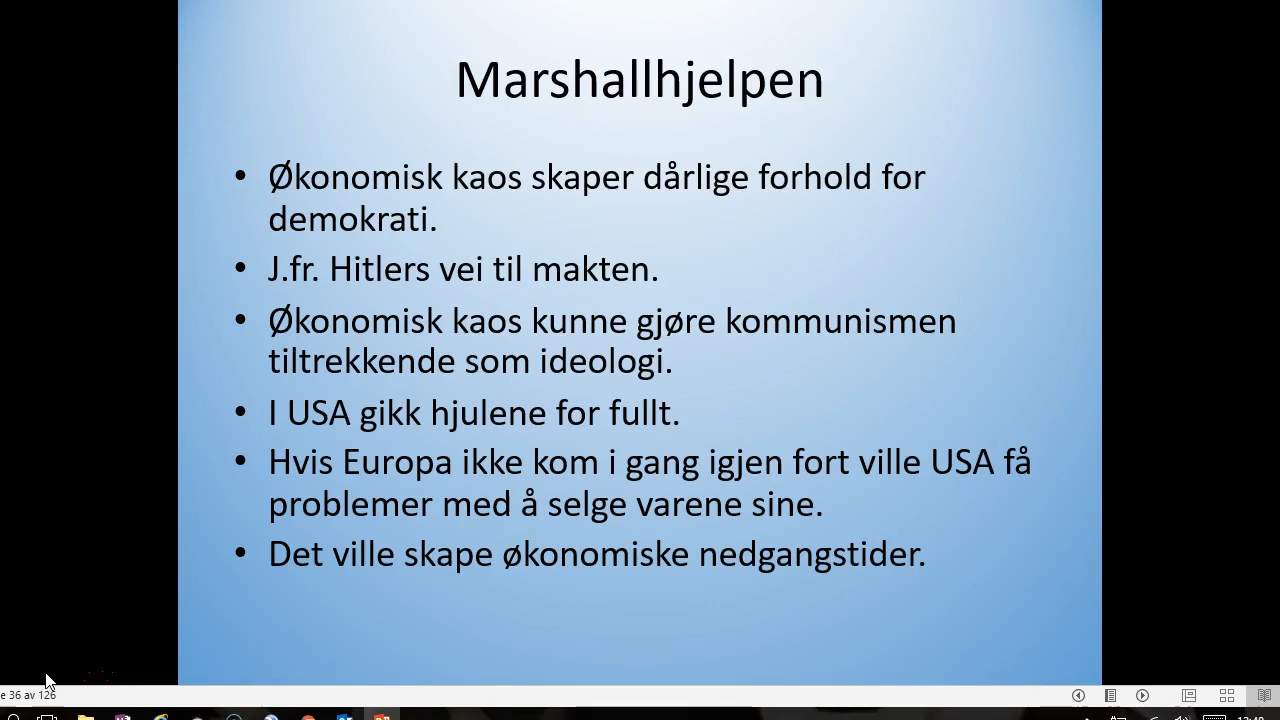 Marshallhjelpen
• Økonomisk kaos skaper dårlige forhold for
demokrati.
• J.fr. Hitlers vei til makten.
• Økonomisk kaos kunne gjøre kommunismen
tiltrekkende som ideologi.
• I USA gikk hjulene for fullt.
• Hvis Europa ikke kom i gang igjen fort ville USA få
problemer med å selge varene sine.
• Det ville skape økonomiske nedgangstider.
e 36 av 126